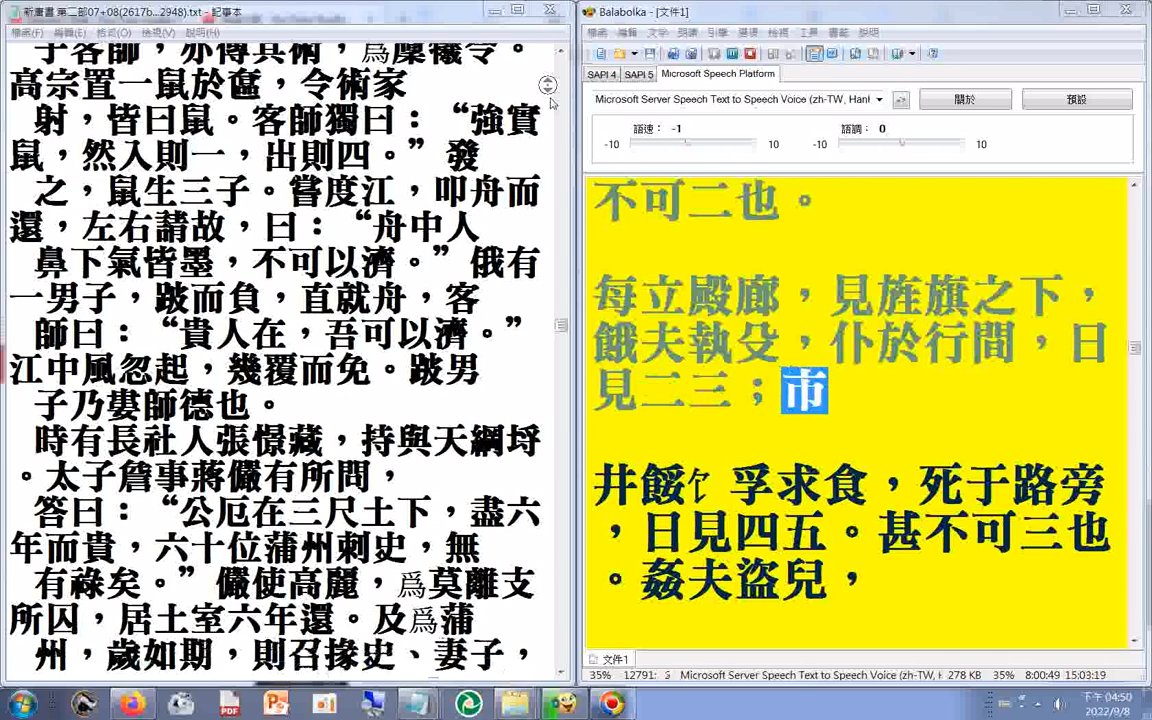 新唐書 第二部07+08(2617b...2948).txt - 記事本
檔案(F) 編輯(E) 格式(O) 檢視(V) 說明(H)
子客師，亦傳其術，爲廩犧令。
高宗置一鼠於奩，令術家
射，皆曰鼠。客師獨曰：“強實
鼠，然入則一，出則四。”發
之，鼠生三子。嘗度江，叩舟而
還，左右請故，曰：“舟中人
鼻下氣皆墨，不可以濟。”俄有
一男子，跛而負，直就舟，客
師曰：“貴人在，吾可以濟。”
江中風忽起，幾覆而免。跛男
子乃婁師德也。
時有長社人張憬藏，持與天綱埒
。太子詹事蔣儼有所問，
答曰：“公厄在三尺土下，盡六
年而貴，六十位蒲州刺史，無
有祿矣。”儼使高麗，爲莫離支
所囚，居土室六年還。及爲蒲
州，歲如期，則召掾史、妻子，
Balabolka - [文件1]
檔案 編輯 文字 朗讀 引擎 選項 檢視 工具 書籤 說明
SAPI 4 SAPI 5 Microsoft Speech Platform
Microsoft Server Speech Text to Speech Voice (zh-TW, Han
關於
預設
語速： -1 語調： 0
-10 10 -10 10
不可二也。
每立殿廊，見旌旗之下，
餓夫執殳，仆於行間，日
見二三；市
井餒⻞孚求食，死于路旁
，日見四五。甚不可三也
。姦夫盜兒，
文件1
35% 12791: Microsoft Speech Text to Speech Voice (zh-TW, H 278 KB 35% 8:00:49 15:03:19
下午 04:50
2022/9/8